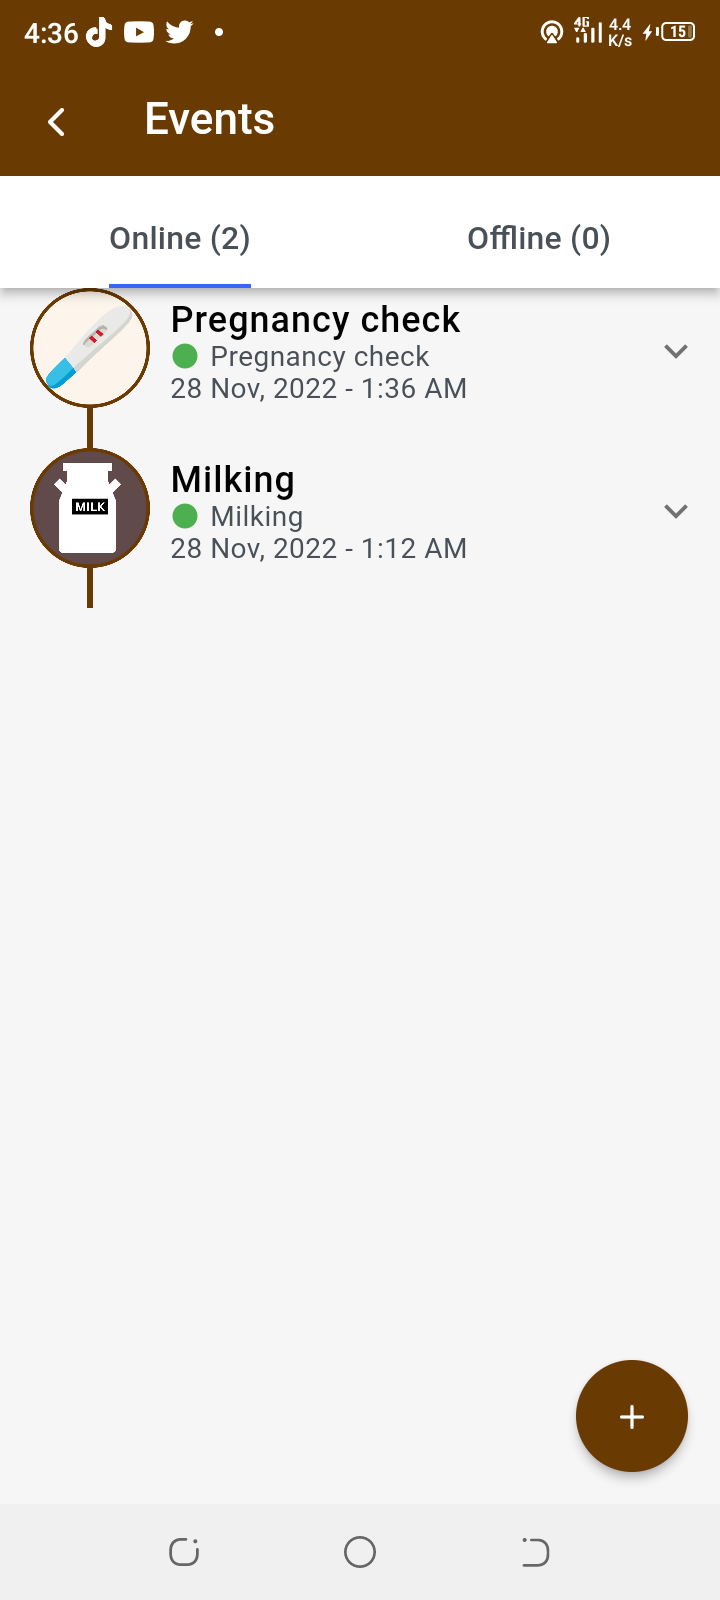 4:36 4G 4.4 K/s 15
Events
Online (2) Offline (0)
Pregnancy check
Pregnancy check
28 Nov, 2022 - 1:36 AM
Milking
MILK
Milking
28 Nov, 2022 - 1:12 AM